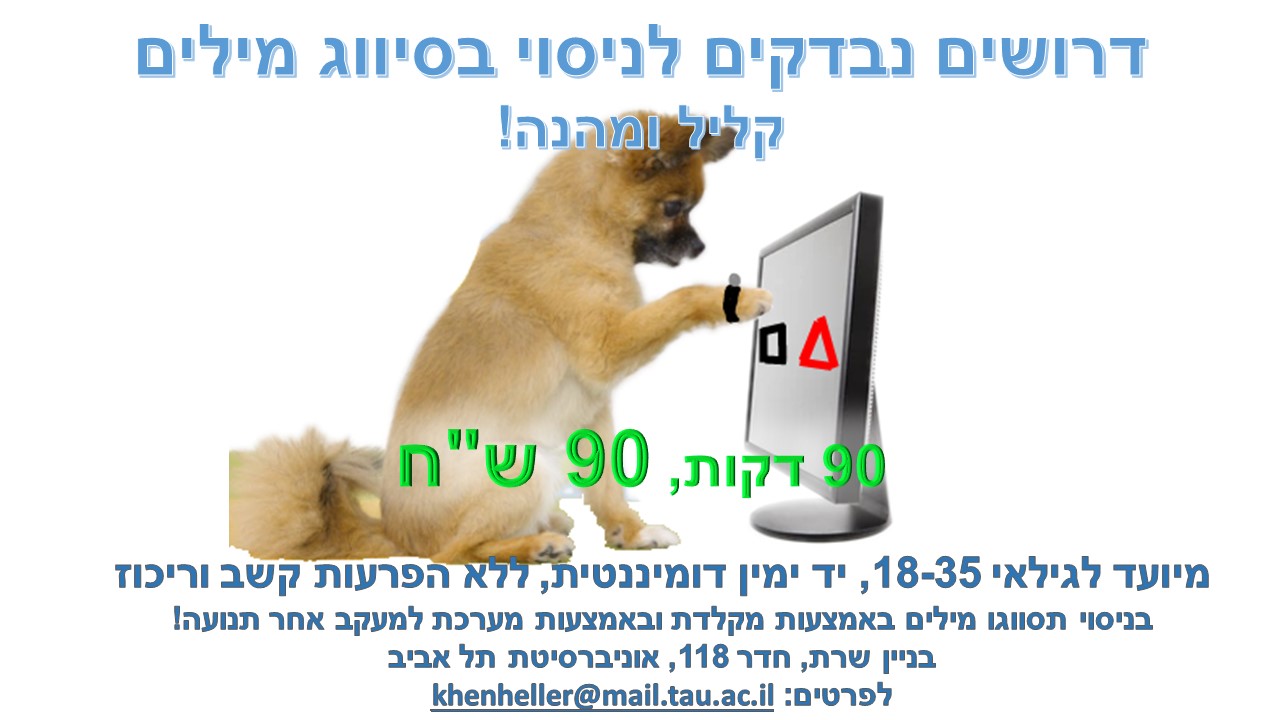 דרושים נבדקים לניסוי בסיווג מילים
קליל ומהנה!
90 דקות, 90 ש"ח
מיועד לגילאי 18-35, יד ימין דומיננטית, ללא הפרעות קשב וריכוז
בניסוי תסווגו מילים באמצעות מקלדת ובאמצעות מערכת למעקב אחר תנועה!
בניין שרת, חדר 118, אוניברסיטת תל אביב
לפרטים: khenheller@mail.tau.ac.il